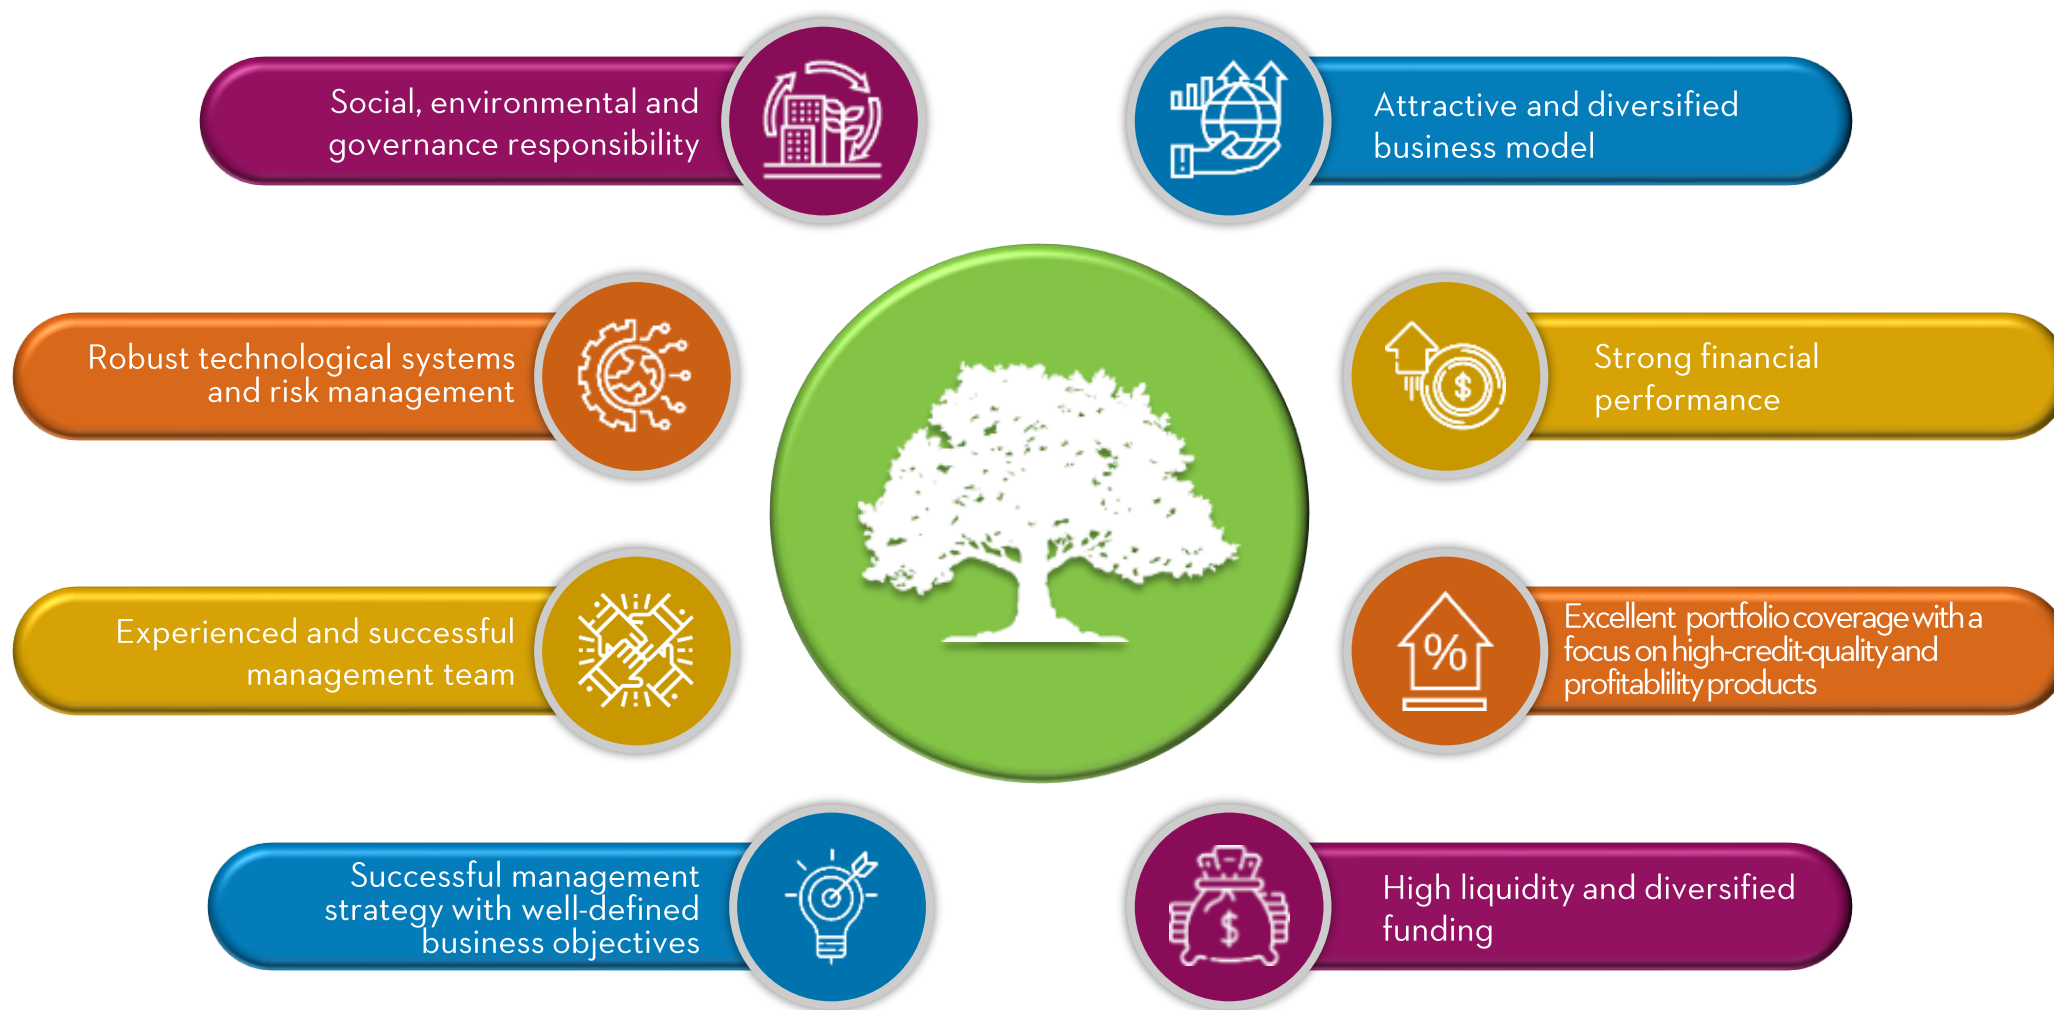 Social, environmental and
governance responsibility
Attractive and diversified
business model
Robust technological systems
and risk management
Strong financial
performance
$
Experienced and successful
management team
%
Excellent portfolio coverage with a
focus on high-credit-quality and
profitablility products
Successful management
strategy with well-defined
business objectives
$
High liquidity and diversified
funding